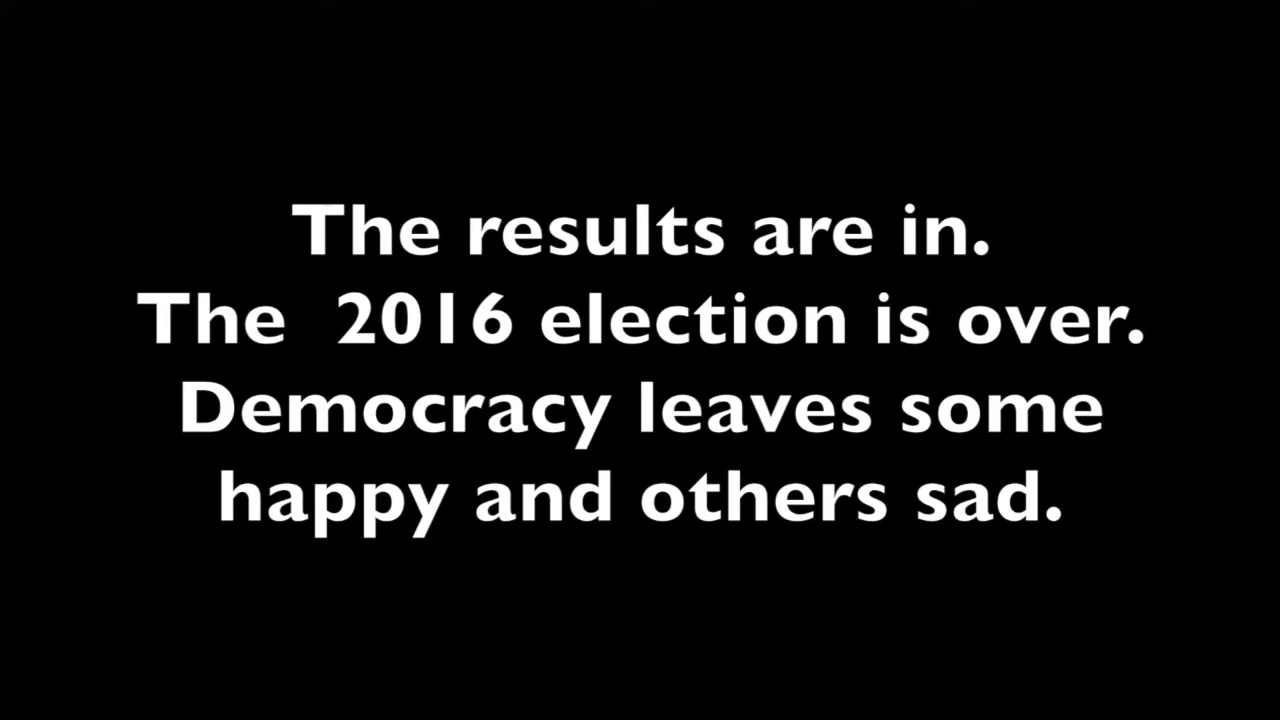 The results are in.
The  2016 election is over.
Democracy leaves some
happy and others sad.